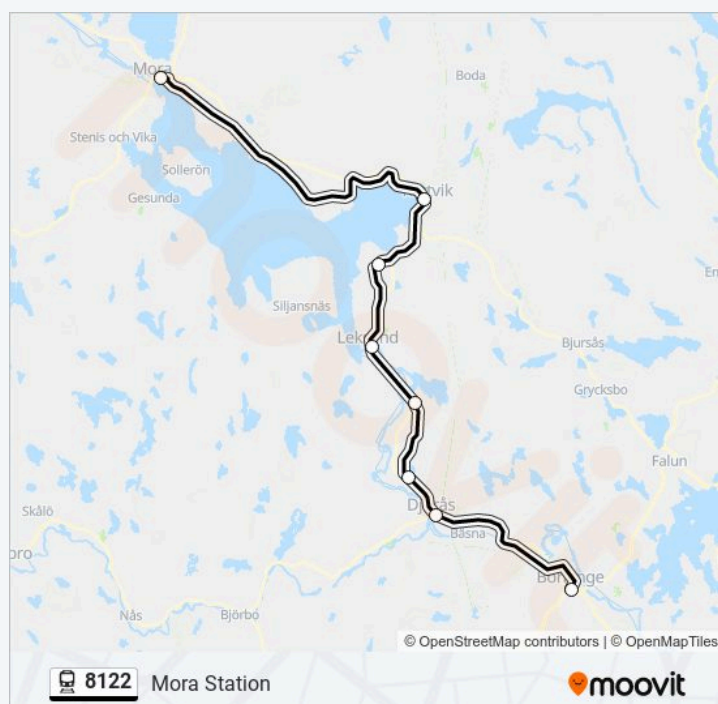 Mora
Boda
Stenis och Vika
Sollerön
Gesunda
Siljansnäs
Bjursås
Grycksbo
Falun
Skålö
Båsna
Nås
Björbo
© OpenStreetMap contributors | © OpenMapTiles
8122
Mora Station
moovit